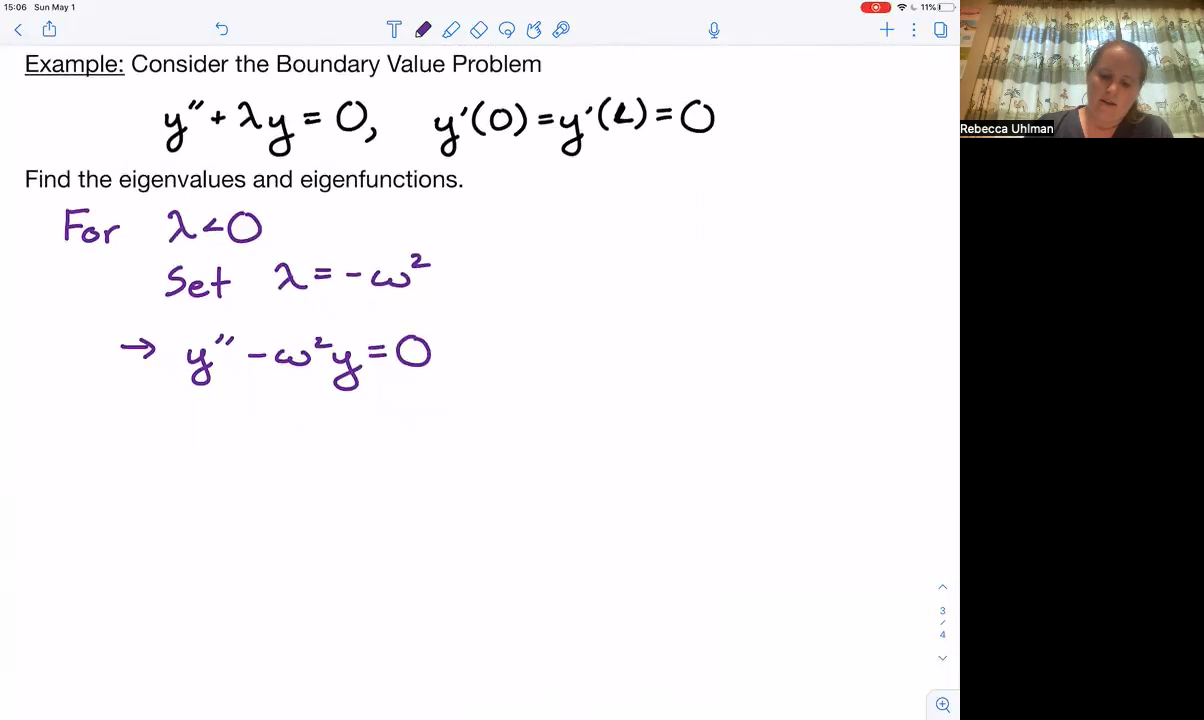 15:06 Sun May 1
11%
T
Example: Consider the Boundary Value Problem
y'' + λy = 0, y'(0) = y'(L) = 0
Find the eigenvalues and eigenfunctions.
For λ < 0
Set λ = -ω²
→ y'' - ω²y = 0
Rebecca Uhlman
3
/
4